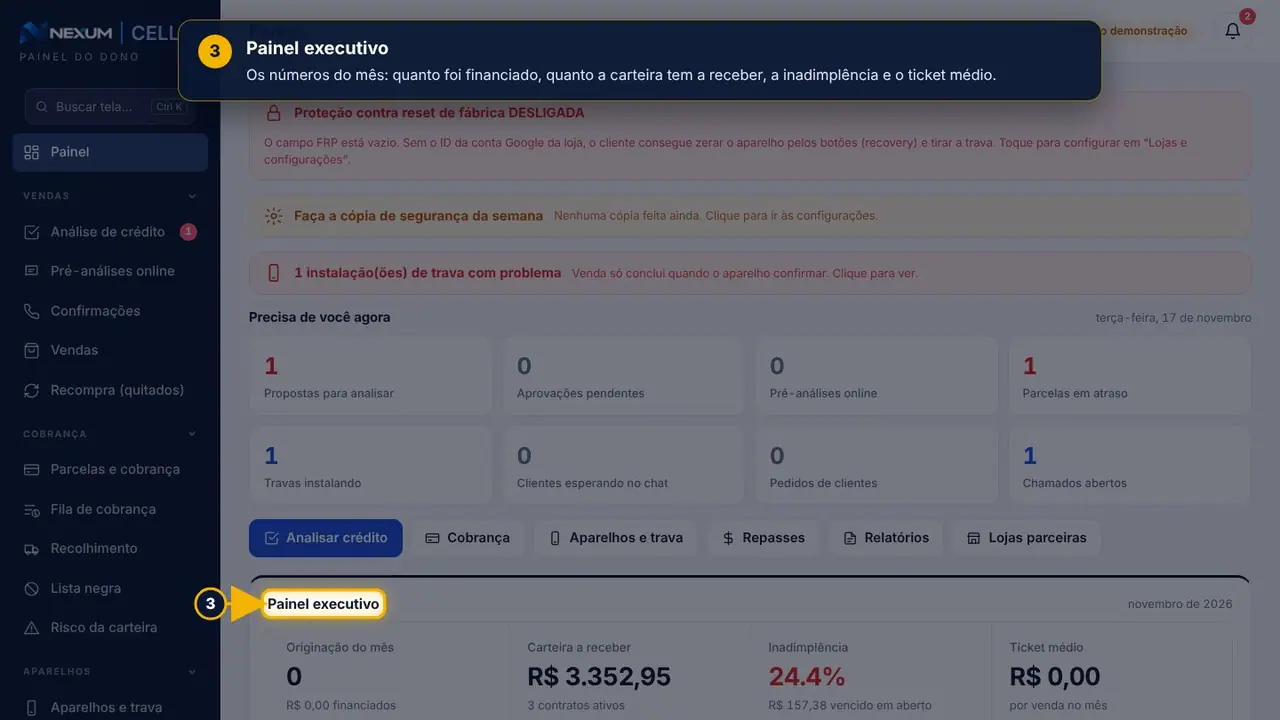 NEXUM | CELL
PAINEL DO DONO
Buscar tela... Ctrl K
Painel
VENDAS
Análise de crédito 1
Pré-análises online
Confirmações
Vendas
Recompra (quitados)
COBRANÇA
Parcelas e cobrança
Fila de cobrança
Recolhimento
Lista negra
Risco da carteira
APARELHOS
Aparelhos e trava
3 Painel executivo
Os números do mês: quanto foi financiado, quanto a carteira tem a receber, a inadimplência e o ticket médio.
o demonstração
2
Proteção contra reset de fábrica DESLIGADA
O campo FRP está vazio. Sem o ID da conta Google da loja, o cliente consegue zerar o aparelho pelos botões (recovery) e tirar a trava. Toque para configurar em "Lojas e
configurações".
Faça a cópia de segurança da semana Nenhuma cópia feita ainda. Clique para ir às configurações.
1 instalação(ões) de trava com problema Venda só conclui quando o aparelho confirmar. Clique para ver.
Precisa de você agora terça-feira, 17 de novembro
1 0 0 1
Propostas para analisar Aprovações pendentes Pré-análises online Parcelas em atraso
1 0 0 1
Travas instalando Clientes esperando no chat Pedidos de clientes Chamados abertos
Analisar crédito Cobrança Aparelhos e trava Repasses Relatórios Lojas parceiras
3 Painel executivo novembro de 2026
Originação do mês Carteira a receber Inadimplência Ticket médio
0 R$ 3.352,95 24.4% R$ 0,00
R$ 0,00 financiados 3 contratos ativos R$ 157,38 vencido em aberto por venda no mês